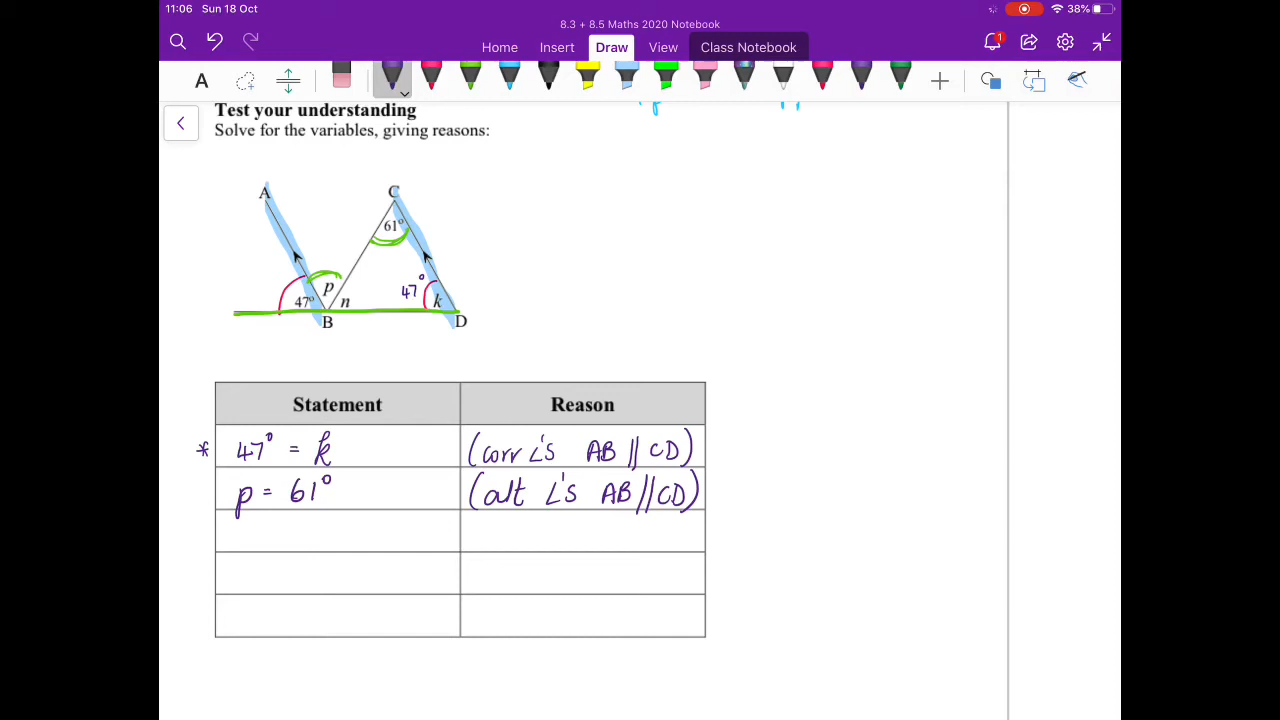 11:06 Sun 18 Oct
38%
8.3 + 8.5 Maths 2020 Notebook
Home Insert Draw View Class Notebook
1
A
Test your understanding
Solve for the variables, giving reasons:
A C
61°
47° p n 47° k
B D
Statement Reason
* 47° = k (corr ∠'s AB // CD)
p = 61° (alt ∠'s AB // CD)